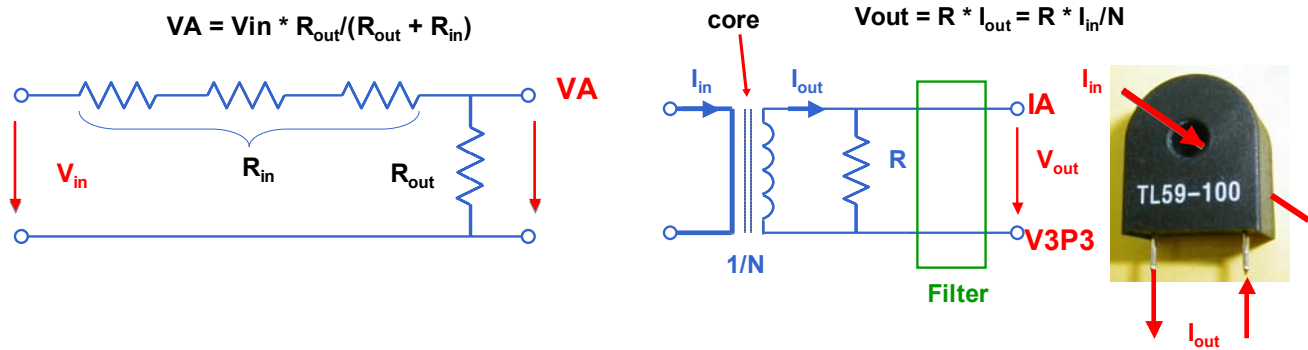 VA = Vin * Rout/(Rout + Rin)
VA
Vin
Rin
Rout
core
Vout = R * Iout = R * Iin/N
Iin
Iout
R
IA
Vout
V3P3
1/N
Filter
Iin
TL59-100
Iout